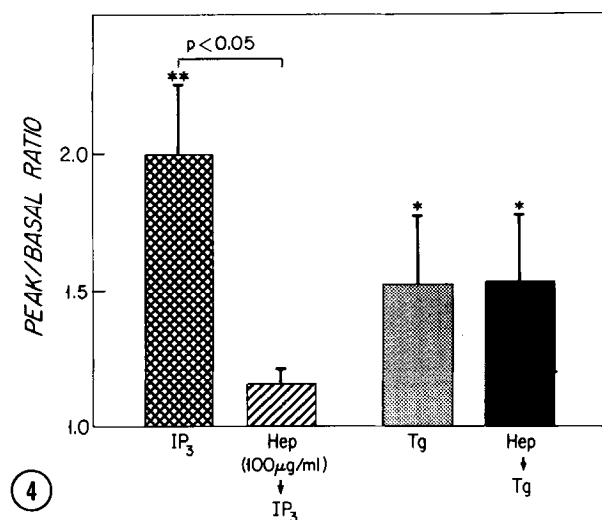 p<0.05
**
PEAK/BASAL RATIO
2.0
1.5
1.0
*
*
IP₃
Hep
(100μg/ml)
IP₃
Tg
Hep
Tg
4